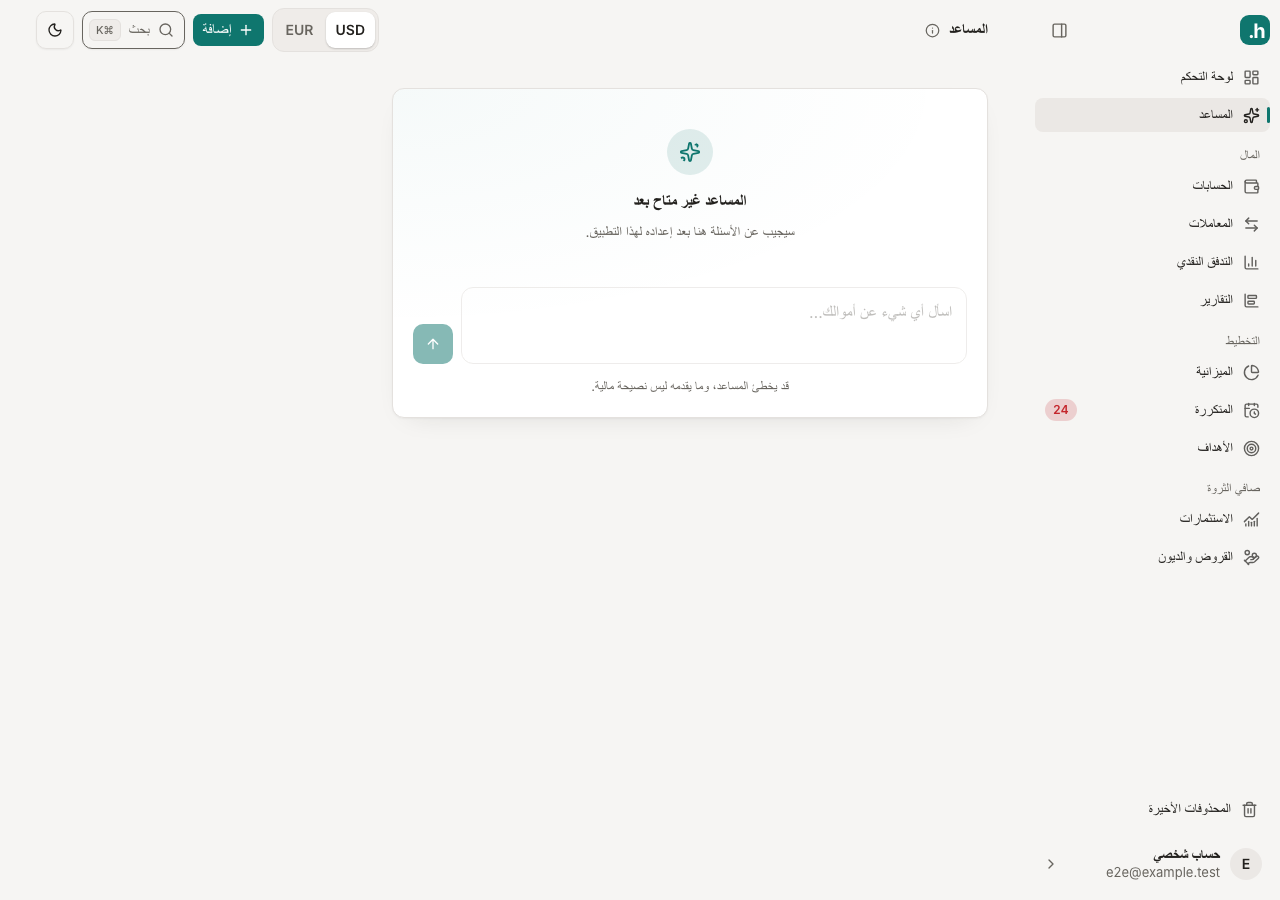 h.
لوحة التحكم
المساعد
المال
الحسابات
المعاملات
التدفق النقدي
التقارير
التخطيط
الميزانية
المتكررة
24
الأهداف
صافي الثروة
الاستثمارات
القروض والديون
المحذوفات الأخيرة
E
حساب شخصي
e2e@example.test
المساعد
USD
EUR
إضافة
بحث
⌘K
المساعد غير متاح بعد
سيجيب عن الأسئلة هنا بعد إعداده لهذا التطبيق.
اسأل أي شيء عن أموالك...
قد يخطئ المساعد، وما يقدمه ليس نصيحة مالية.